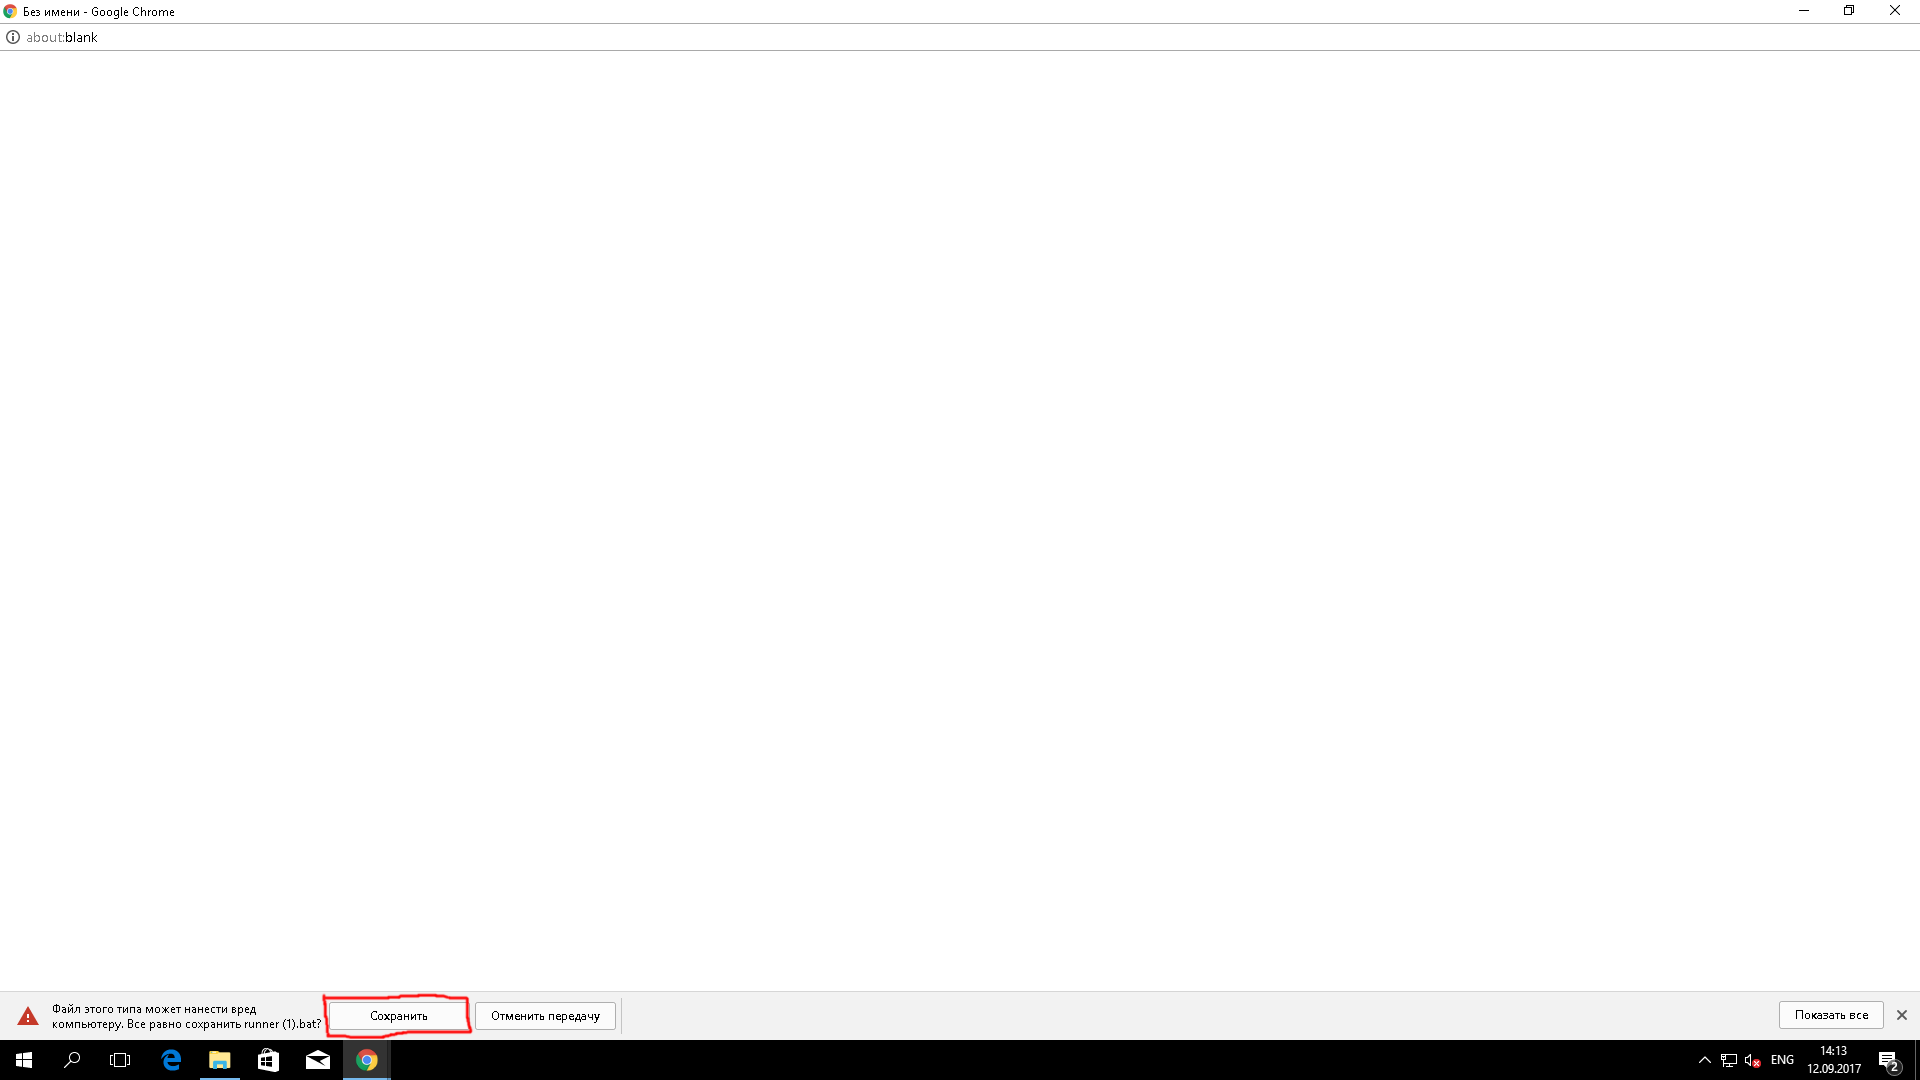 Без имени - Google Chrome
about:blank
Файл этого типа может нанести вред
компьютеру. Все равно сохранить runner (1).bat?
Сохранить
Отменить передачу
Показать все
ENG
14:13
12.09.2017
2